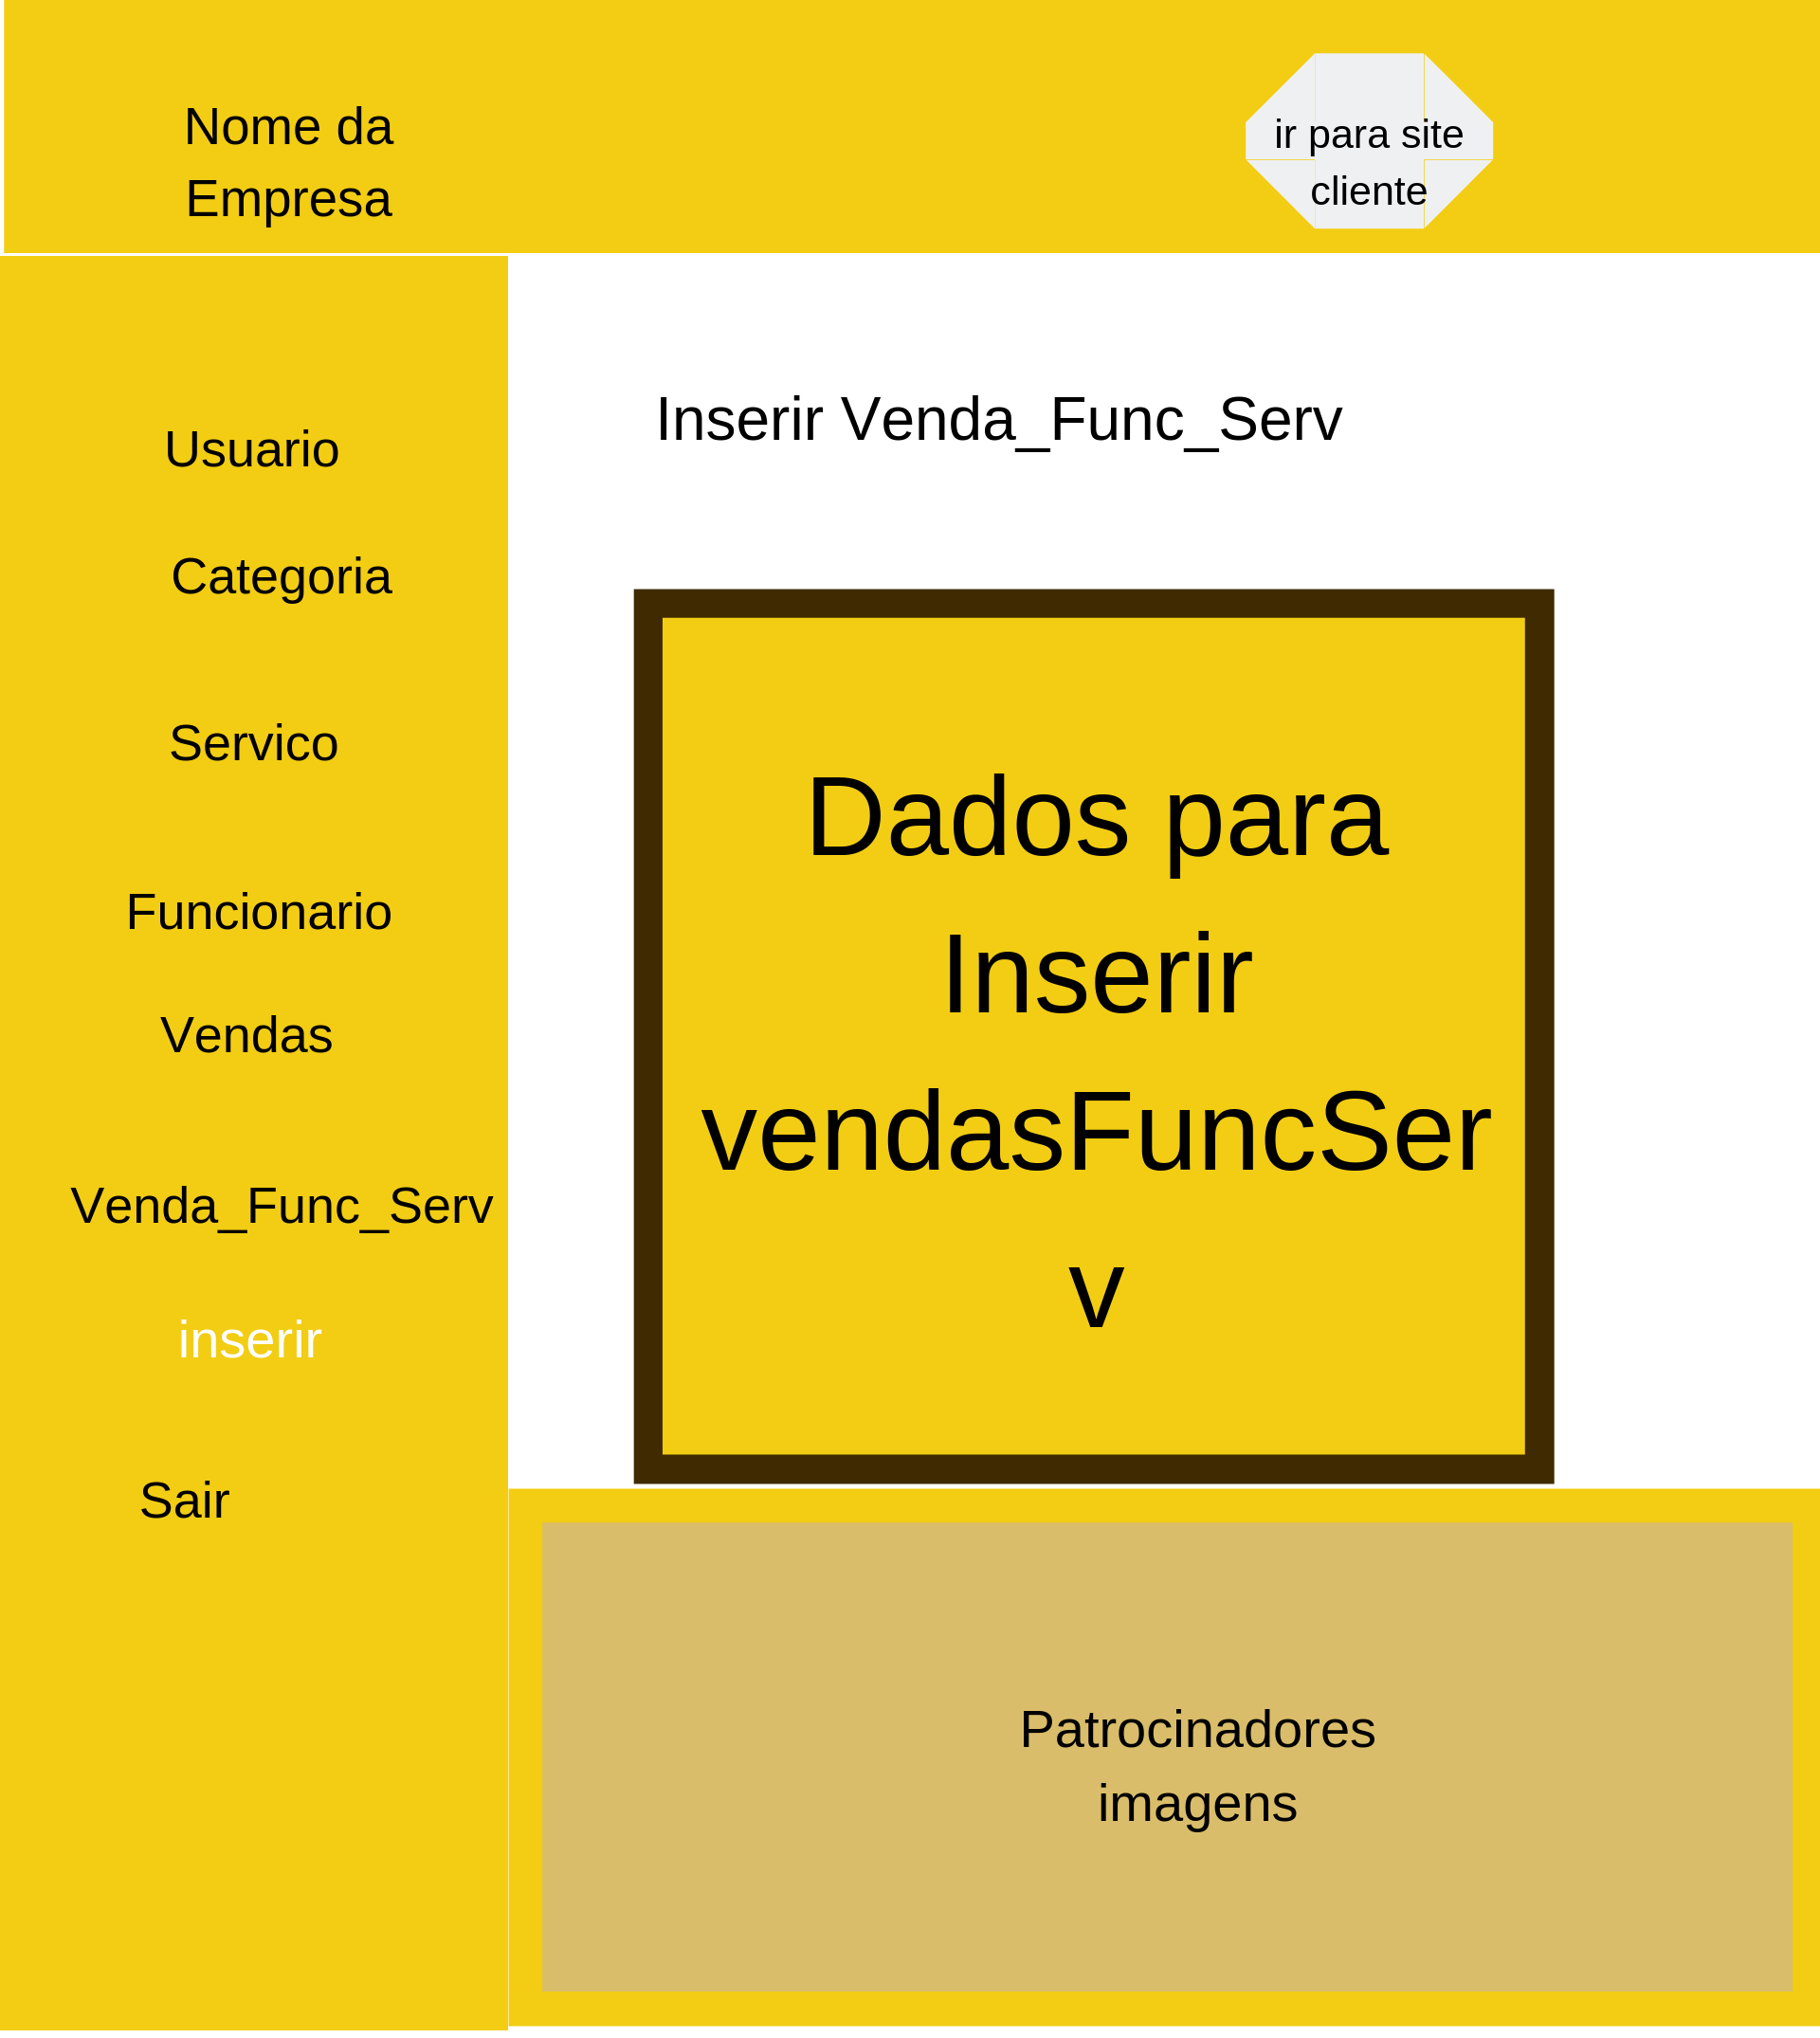 Nome da
Empresa
ir para site
cliente
Usuario
Categoria
Servico
Funcionario
Vendas
Venda_Func_Serv
inserir
Sair
Inserir Venda_Func_Serv
Dados para
Inserir
vendasFuncSer
v
Patrocinadores
imagens